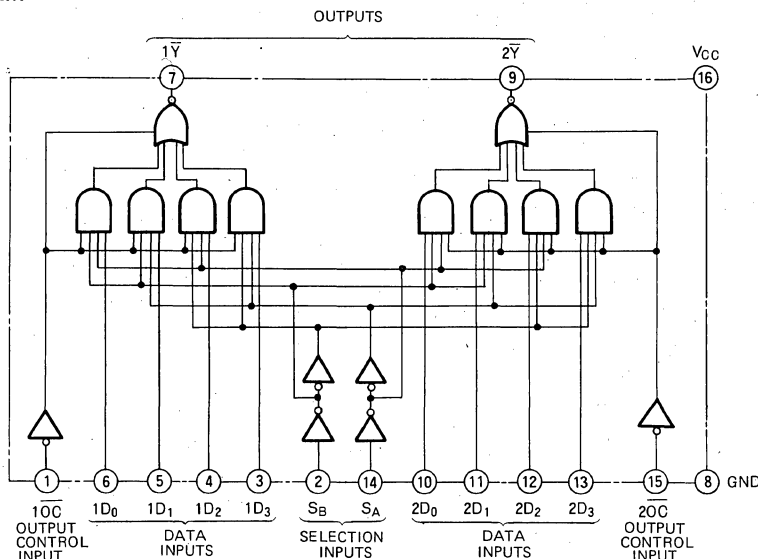 OUTPUTS
1Y̅ 2Y̅ VCC
7 9 16
1 6 5 4 3 2 14 10 11 12 13 15 8 GND
1O̅C̅ 1D0 1D1 1D2 1D3 SB SA 2D0 2D1 2D2 2D3 2O̅C̅
OUTPUT CONTROL INPUT
DATA INPUTS
SELECTION INPUTS
DATA INPUTS
OUTPUT CONTROL INPUT